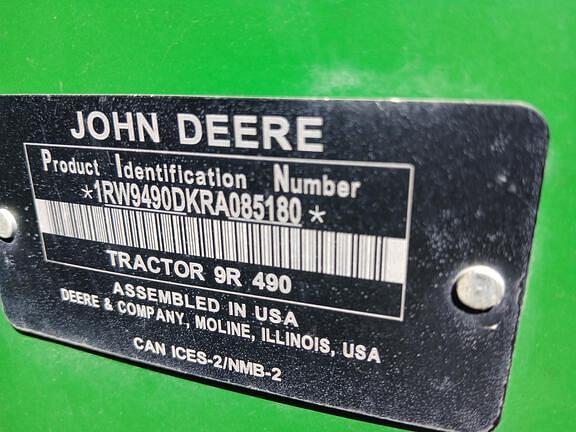 JOHN DEERE
Product Identification Number
*1RW9490DKRA085180*
TRACTOR 9R 490
ASSEMBLED IN USA
DEERE & COMPANY, MOLINE, ILLINOIS, USA
CAN ICES-2/NMB-2